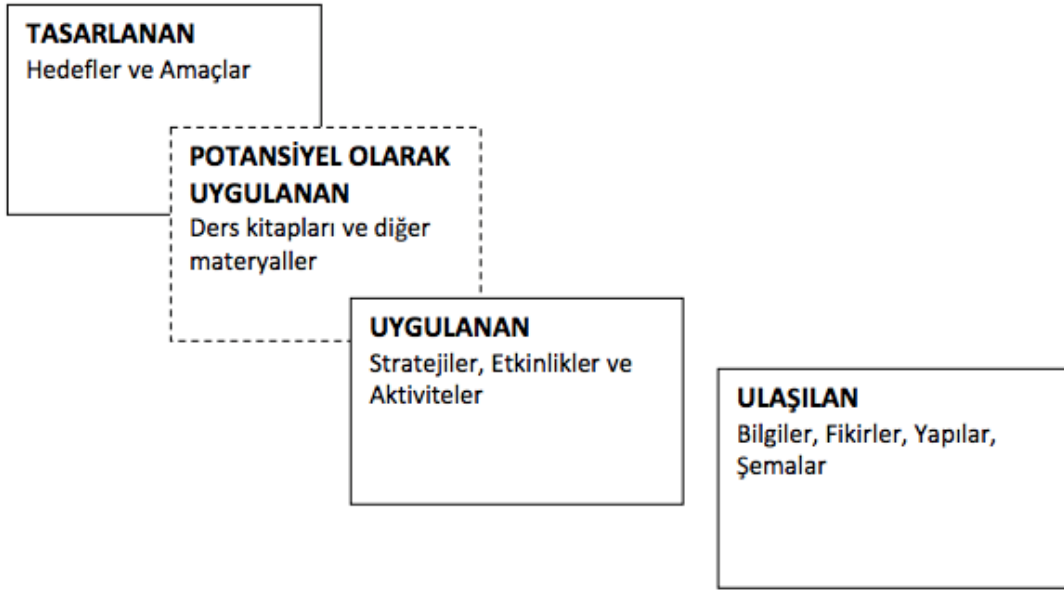 TASARLANAN
Hedefler ve Amaçlar
POTANSİYEL OLARAK
UYGULANAN
Ders kitapları ve diğer
materyaller
UYGULANAN
Stratejiler, Etkinlikler ve
Aktiviteler
ULAŞILAN
Bilgiler, Fikirler, Yapılar,
Şemalar